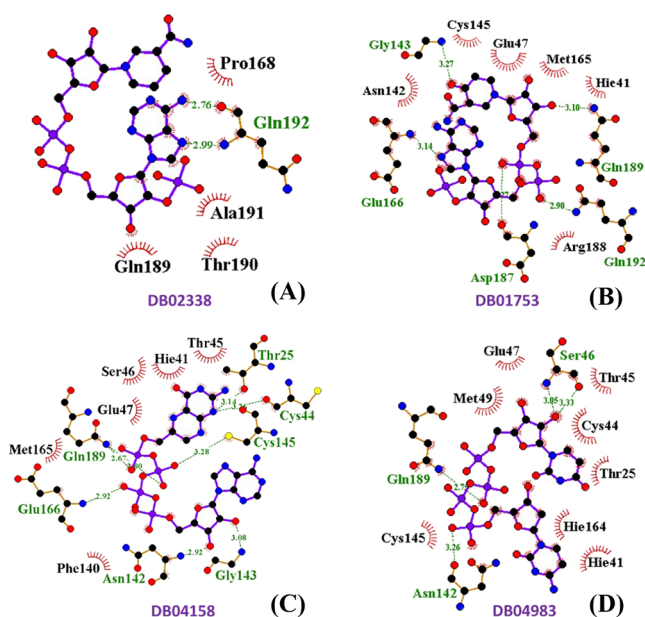 Pro168
2.76
Gln192
2.99
Ala191
Gln189
Thr190
DB02338
(A)
Cys145
Gly143
Glu47
3.27
Met165
Asn142
Hie41
3.10
3.14
Gln189
Glu166
2.90
Arg188
Gln192
Asp187
DB01753
(B)
Thr45
Hie41
Thr25
Ser46
3.14
Glu47
Cys44
Met165
Cys145
Gln189
3.28
2.67
Glu166
2.92
3.08
Phe140
2.92
Asn142
Gly143
DB04158
(C)
Ser46
Glu47
Thr45
3.05
3.33
Met49
Cys44
Gln189
Thr25
Cys145
Hie164
3.26
Hie41
Asn142
DB04983
(D)